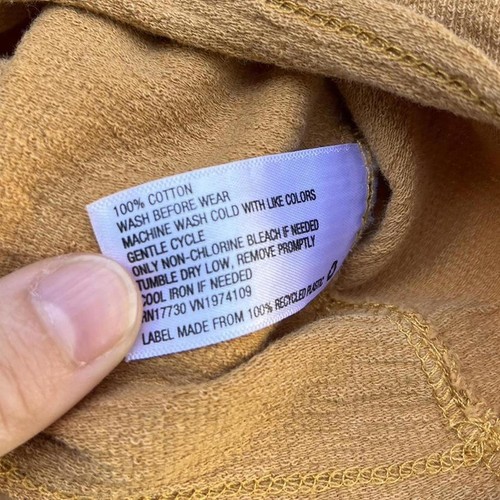 100% COTTON
WASH BEFORE WEAR
MACHINE WASH COLD WITH LIKE COLORS
GENTLE CYCLE
ONLY NON-CHLORINE BLEACH IF NEEDED
TUMBLE DRY LOW, REMOVE PROMPTLY
COOL IRON IF NEEDED
RN17730 VN1974109
LABEL MADE FROM 100% RECYCLED PLASTIC